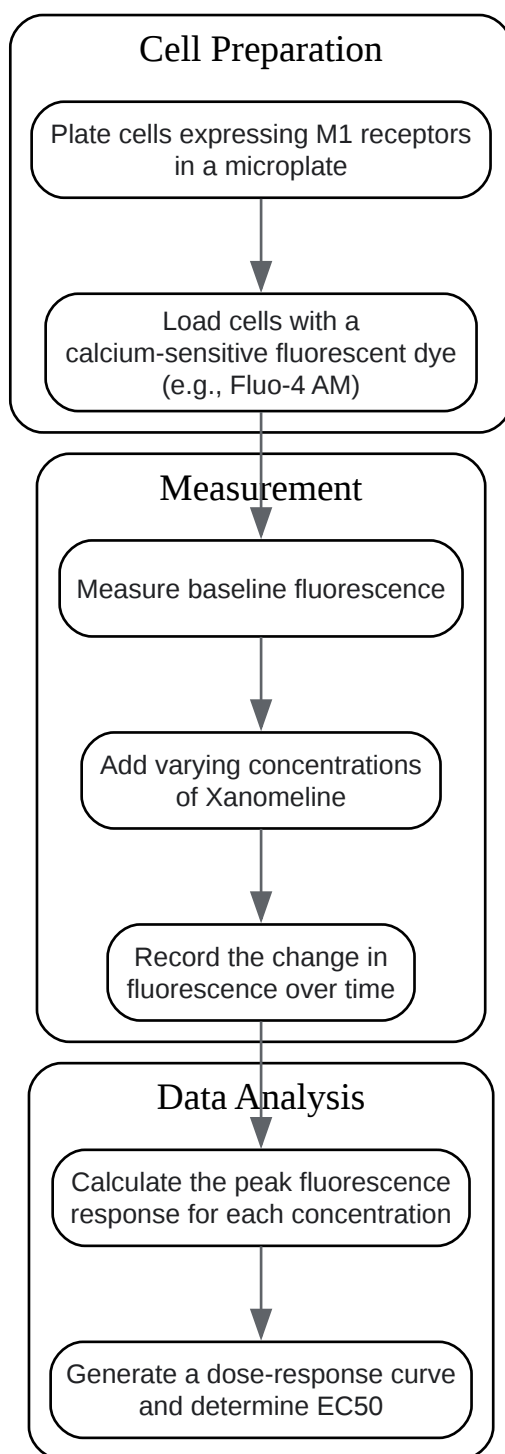 Cell Preparation
Plate cells expressing M1 receptors
in a microplate
Load cells with a
calcium-sensitive fluorescent dye
(e.g., Fluo-4 AM)
Measurement
Measure baseline fluorescence
Add varying concentrations
of Xanomeline
Record the change in
fluorescence over time
Data Analysis
Calculate the peak fluorescence
response for each concentration
Generate a dose-response curve
and determine EC50